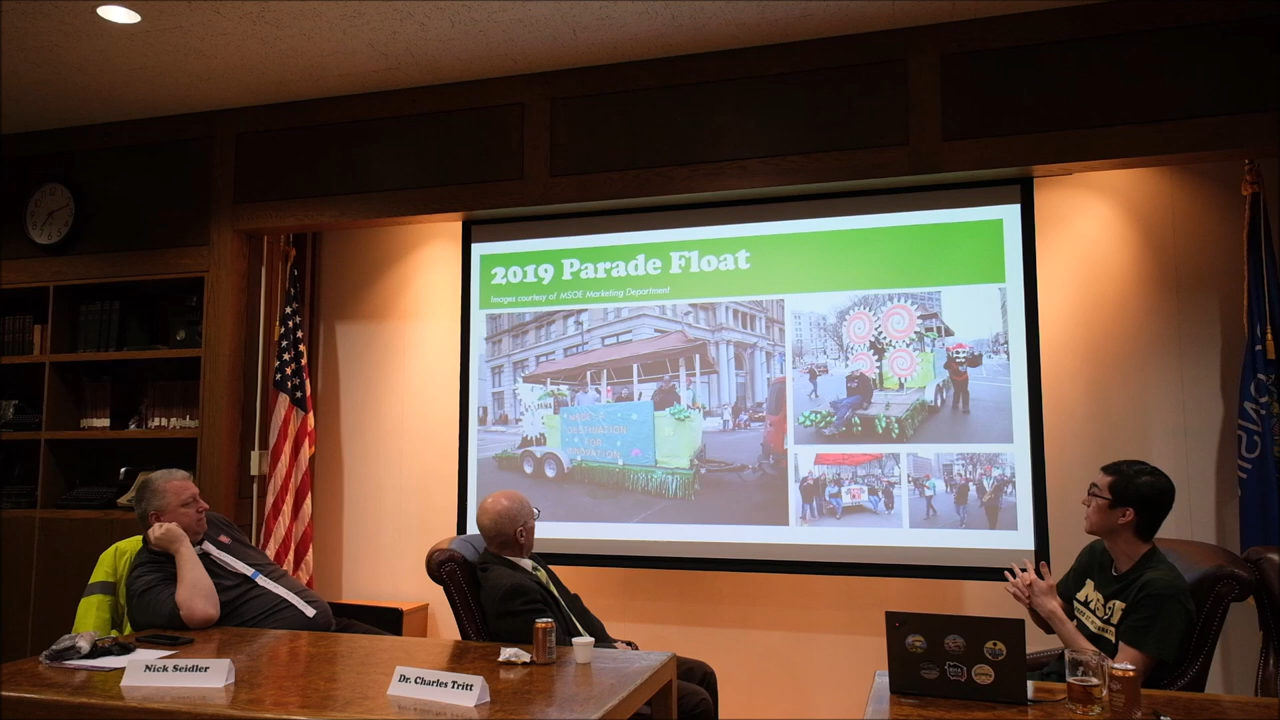 2019 Parade Float
Images courtesy of MSOE Marketing Department
MSOE:
DESTINATION
FOR
INNOVATION
Nick Seidler
Dr. Charles Tritt
MSOE
RHA